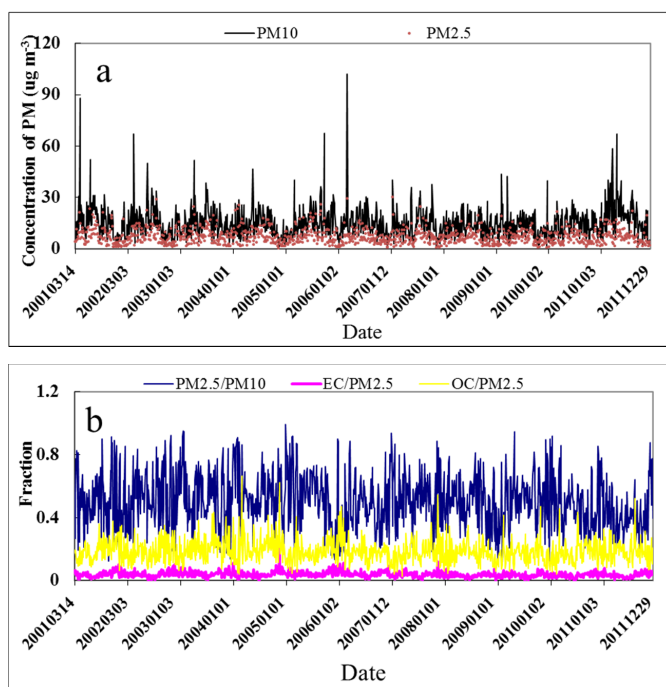 PM10 PM2.5
a
Concentration of PM (ug m-3)
120
90
60
30
0
20010314 20020303 20030103 20040101 20050101 20060102 20070112 20080101 20090101 20100102 20110103 20111229
Date
PM2.5/PM10 EC/PM2.5 OC/PM2.5
b
Fraction
1.2
0.8
0.4
0
20010314 20020303 20030103 20040101 20050101 20060102 20070112 20080101 20090101 20100102 20110103 20111229
Date